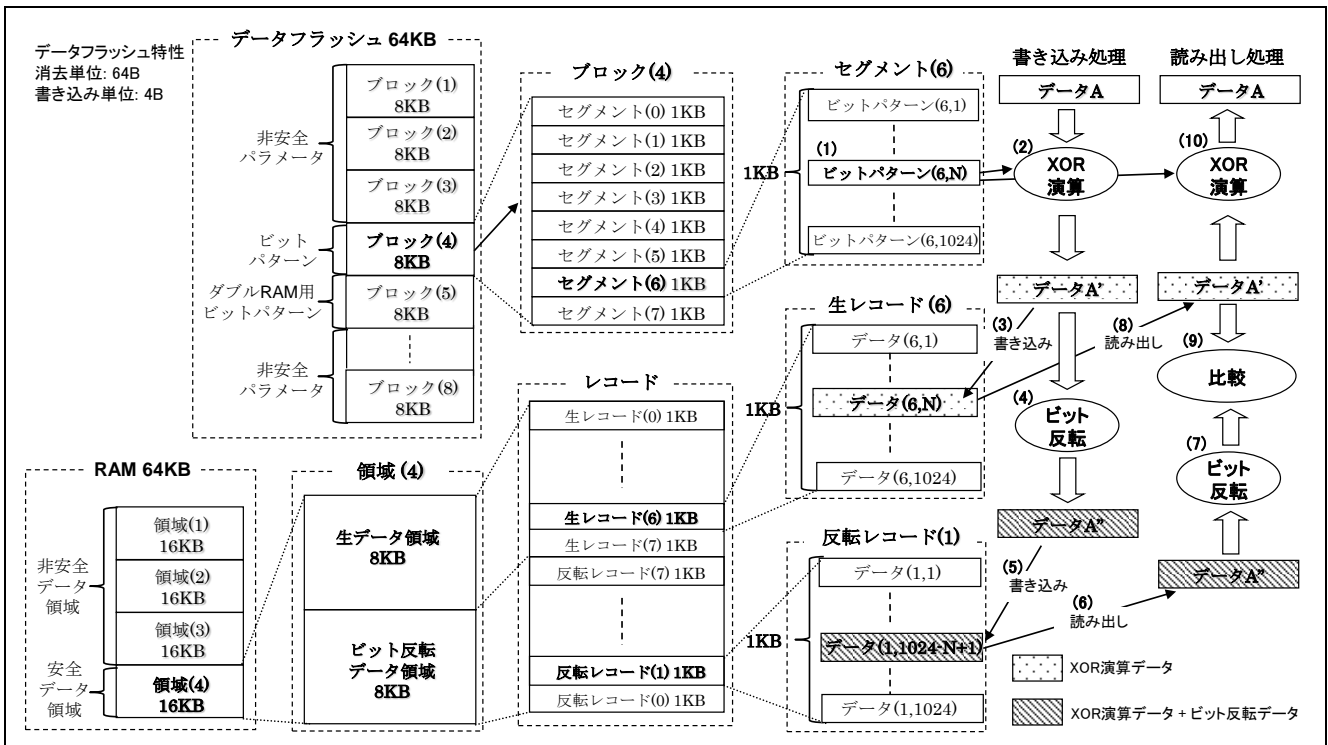 データフラッシュ特性
消去単位: 64B
書き込み単位: 4B
データフラッシュ 64KB
非安全
パラメータ
ブロック(1)
8KB
ブロック(2)
8KB
ブロック(3)
8KB
ビット
パターン
ブロック(4)
8KB
ダブルRAM用
ビットパターン
ブロック(5)
8KB
非安全
パラメータ
ブロック(8)
8KB
ブロック(4)
セグメント(0) 1KB
セグメント(1) 1KB
セグメント(2) 1KB
セグメント(3) 1KB
セグメント(4) 1KB
セグメント(5) 1KB
セグメント(6) 1KB
セグメント(7) 1KB
セグメント(6)
1KB
ビットパターン(6,1)
(1)
ビットパターン(6,N)
ビットパターン(6,1024)
書き込み処理
データA
(2)
XOR
演算
データA'
(3)
書き込み
(4)
ビット
反転
データA"
(5)
書き込み
読み出し処理
データA
(10)
XOR
演算
データA'
(8)
読み出し
(9)
比較
(7)
ビット
反転
データA"
(6)
読み出し
RAM 64KB
非安全
データ
領域
領域(1)
16KB
領域(2)
16KB
領域(3)
16KB
安全
データ
領域
領域(4)
16KB
領域(4)
生データ領域
8KB
ビット反転
データ領域
8KB
レコード
生レコード(0) 1KB
生レコード(6) 1KB
生レコード(7) 1KB
反転レコード(7) 1KB
反転レコード(1) 1KB
反転レコード(0) 1KB
生レコード(6)
1KB
データ(6,1)
データ(6,N)
データ(6,1024)
反転レコード(1)
1KB
データ(1,1)
データ(1,1024-N+1)
データ(1,1024)
XOR演算データ
XOR演算データ + ビット反転データ